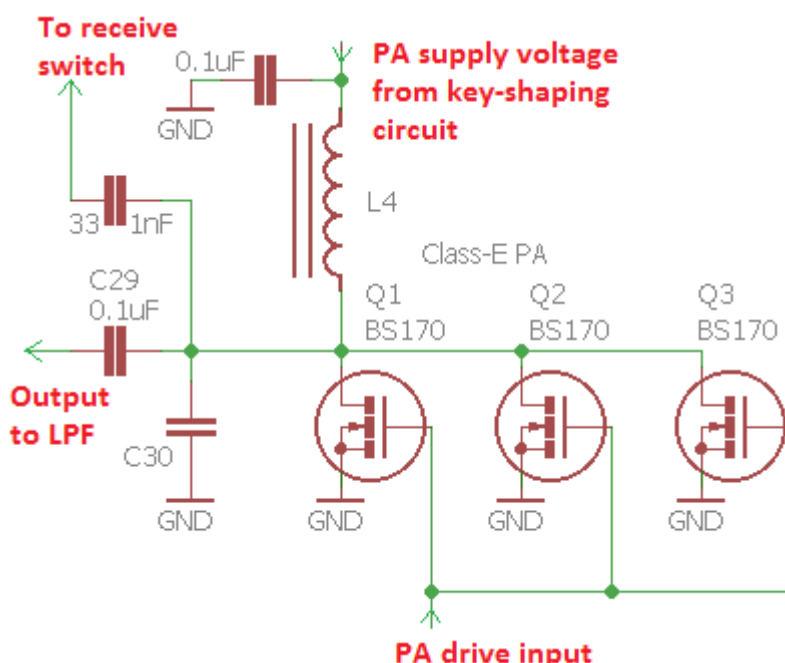 To receive
switch
0.1uF
GND
PA supply voltage
from key-shaping
circuit
33 1nF
L4
Class-E PA
C29
0.1uF
Q1
BS170
Q2
BS170
Q3
BS170
Output
to LPF
C30
GND
GND
GND
GND
PA drive input